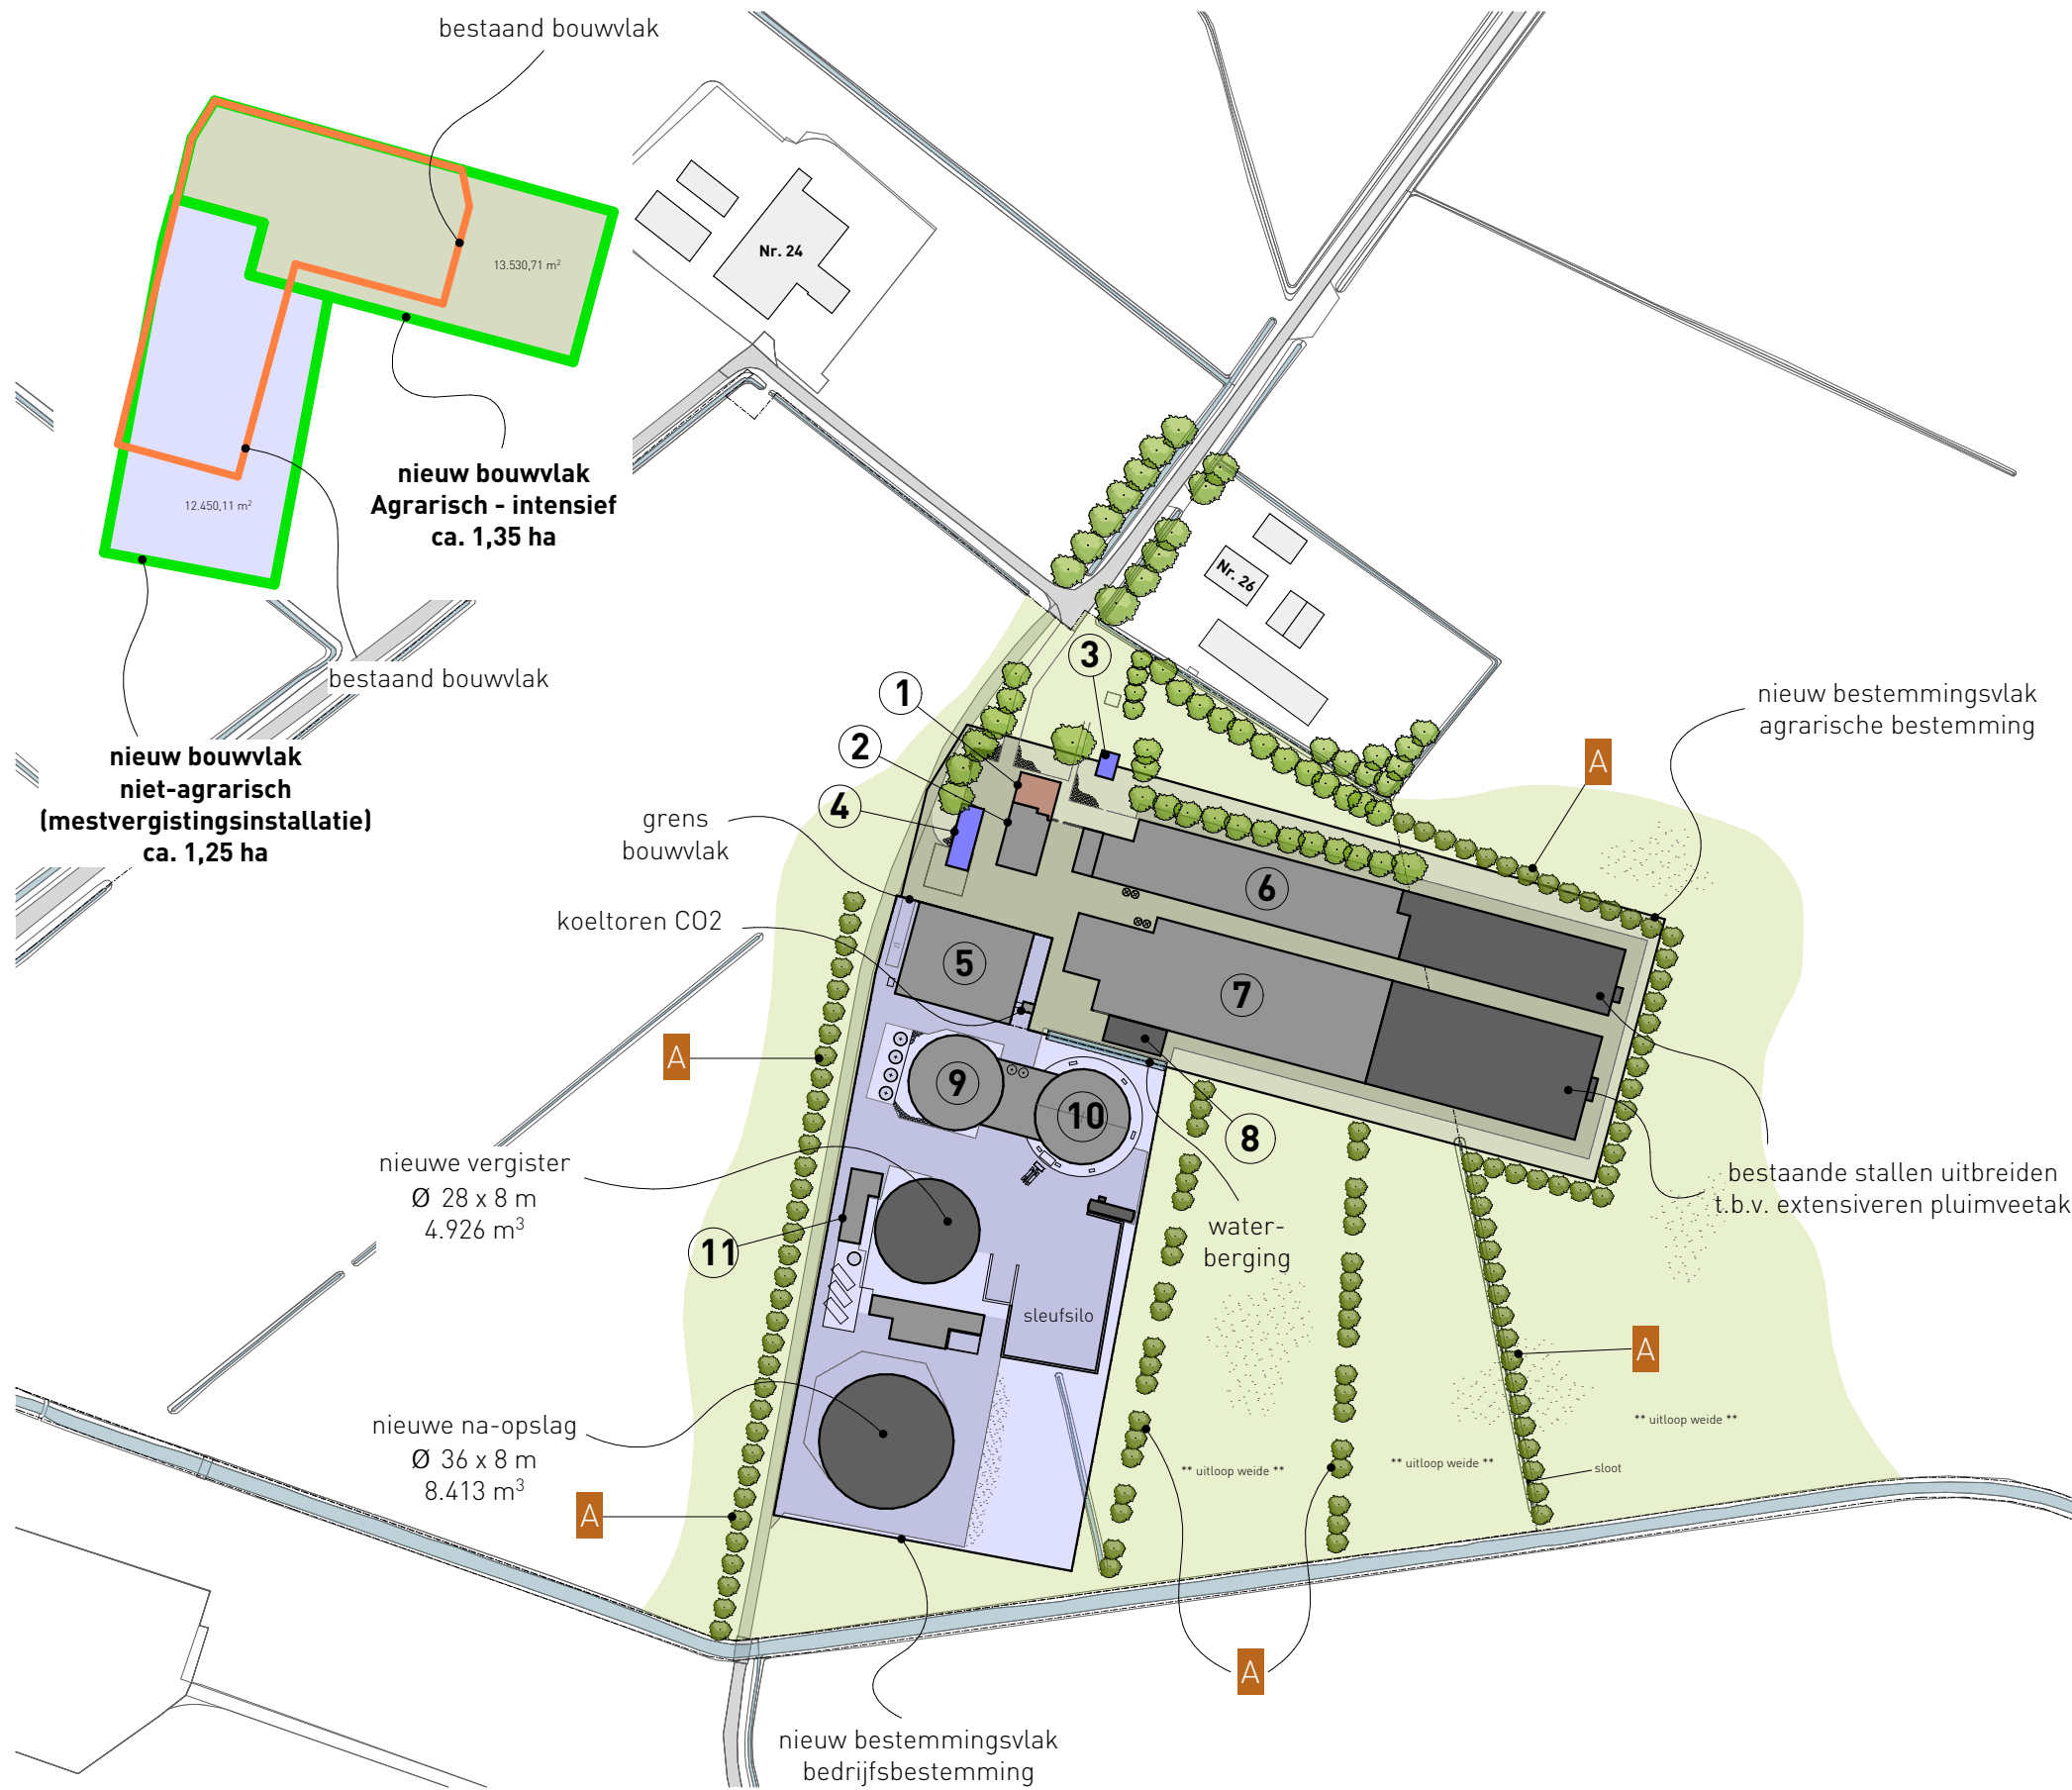 bestaand bouwvlak
13.530,71 m²
Nr. 24
nieuw bouwvlak
Agrarisch - intensief
ca. 1,35 ha
12.450,11 m²
Nr. 26
bestaand bouwvlak
nieuw bouwvlak
niet-agrarisch
(mestvergistingsinstallatie)
ca. 1,25 ha
3
1
2
4
nieuw bestemmingsvlak
agrarische bestemming
A
grens
bouwvlak
koeltoren CO2
6
5
7
A
9
10
8
nieuwe vergister
Ø 28 x 8 m
4.926 m³
11
water-
berging
bestaande stallen uitbreiden
t.b.v. extensiveren pluimveetak
sleufsilo
A
nieuwe na-opslag
Ø 36 x 8 m
8.413 m³
** uitloop weide **
** uitloop weide **
** uitloop weide **
sloot
A
A
nieuw bestemmingsvlak
bedrijfsbestemming